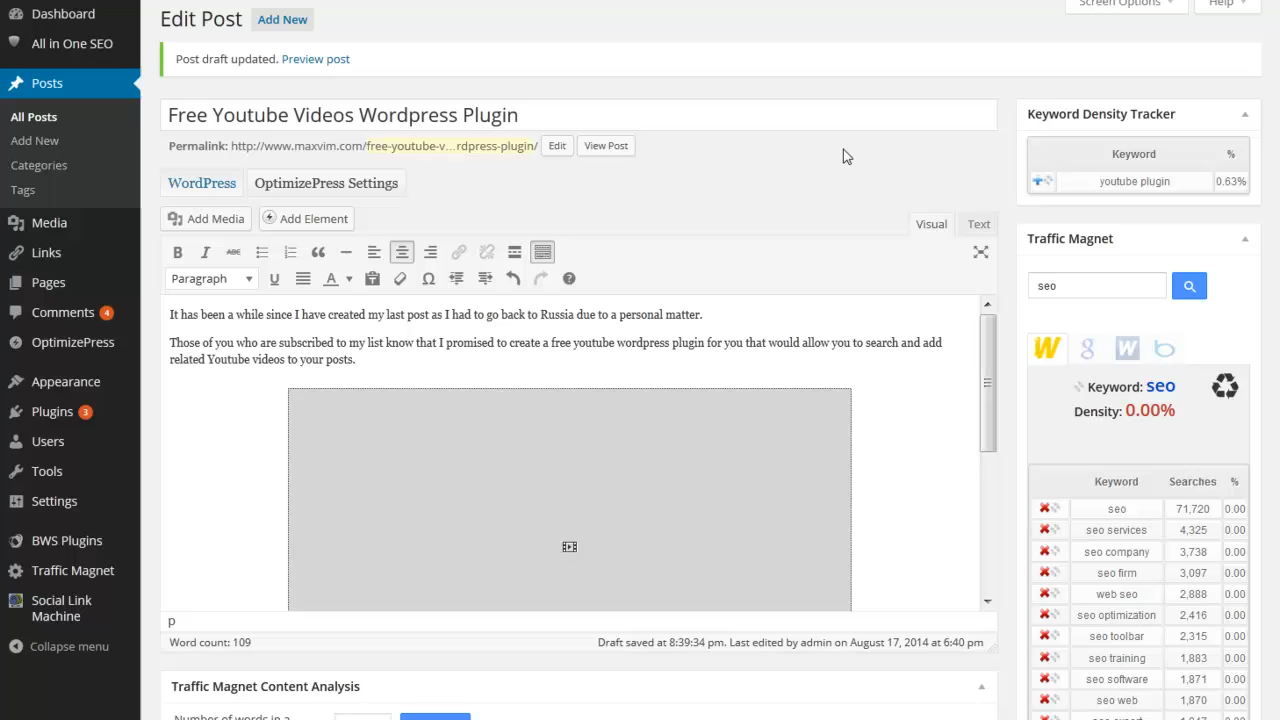 Dashboard
All in One SEO
Posts
All Posts
Add New
Categories
Tags
Media
Links
Pages
Comments 4
OptimizePress
Appearance
Plugins 3
Users
Tools
Settings
BWS Plugins
Traffic Magnet
Social Link
Machine
Collapse menu
Screen Options Help
Edit Post Add New
Post draft updated. Preview post
Free Youtube Videos Wordpress Plugin
Permalink: http://www.maxvim.com/free-youtube-v…rdpress-plugin/ Edit View Post
WordPress OptimizePress Settings
Add Media Add Element
Visual Text
B I ABC
Paragraph U A
It has been a while since I have created my last post as I had to go back to Russia due to a personal matter.
Those of you who are subscribed to my list know that I promised to create a free youtube wordpress plugin for you that would allow you to search and add
related Youtube videos to your posts.
p
Word count: 109 Draft saved at 8:39:34 pm. Last edited by admin on August 17, 2014 at 6:40 pm
Traffic Magnet Content Analysis
Number of words in a
Keyword Density Tracker
Keyword %
youtube plugin 0.63%
Traffic Magnet
seo
W g W b
Keyword: seo
Density: 0.00%
Keyword Searches %
seo 71,720 0.00
seo services 4,325 0.00
seo company 3,738 0.00
seo firm 3,097 0.00
web seo 2,888 0.00
seo optimization 2,416 0.00
seo toolbar 2,315 0.00
seo training 1,883 0.00
seo software 1,871 0.00
seo web 1,870 0.00